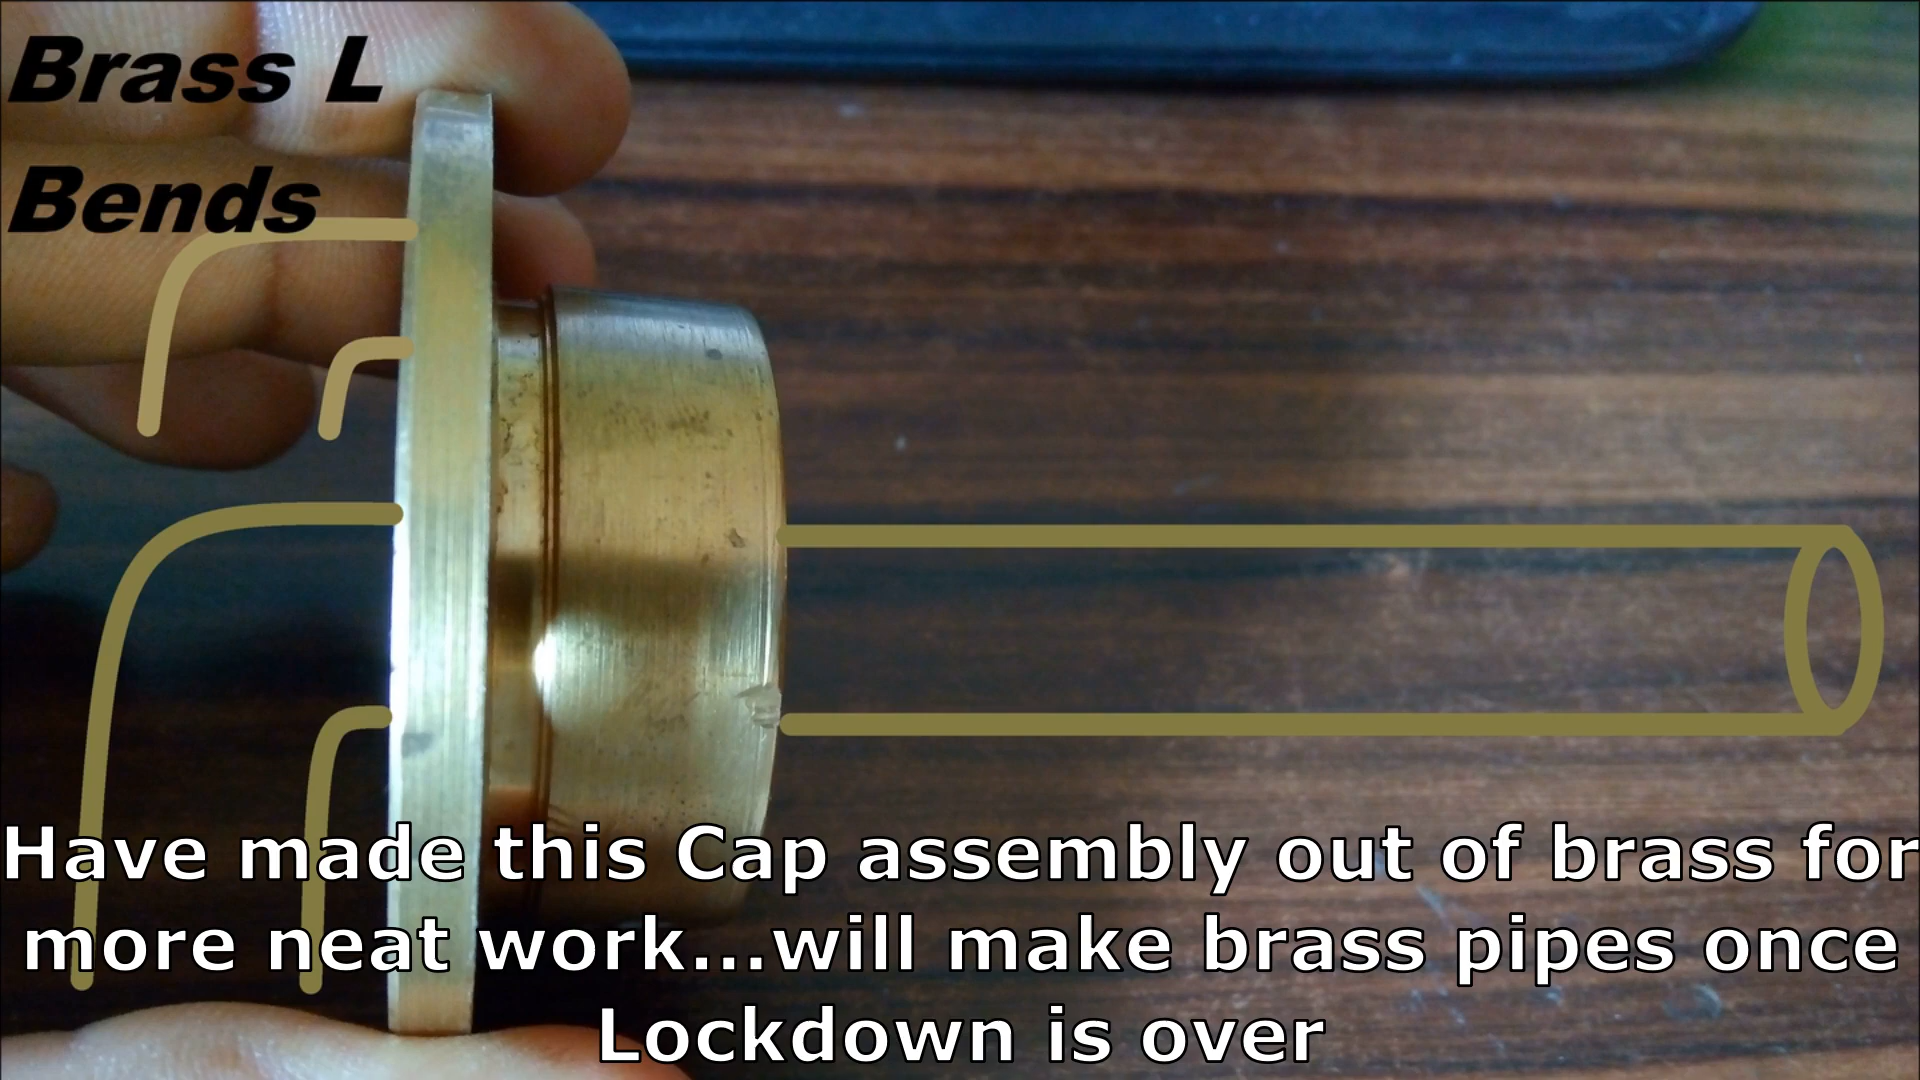 Brass L
Bends
Have made this Cap assembly out of brass for
more neat work...will make brass pipes once
Lockdown is over